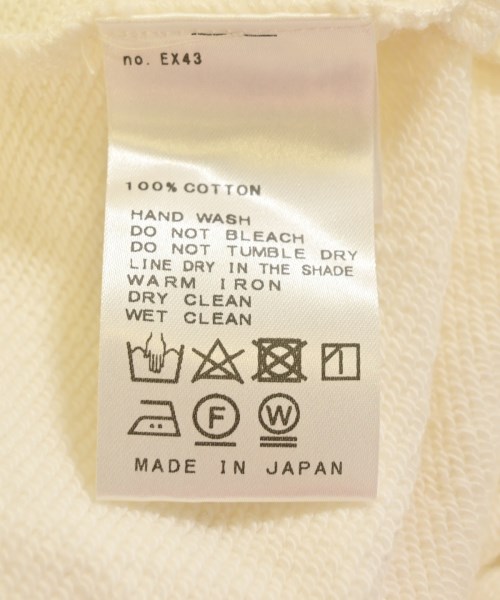 no. EX43
100% COTTON
HAND WASH
DO NOT BLEACH
DO NOT TUMBLE DRY
LINE DRY IN THE SHADE
WARM IRON
DRY CLEAN
WET CLEAN
F W
MADE IN JAPAN